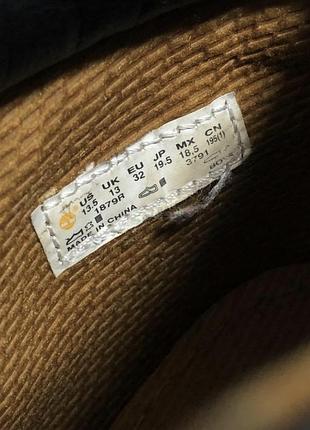 US UK EU JP MX CN
13.5 13 32 19.5 18.5 195(1)
1879R 3791
MADE IN CHINA